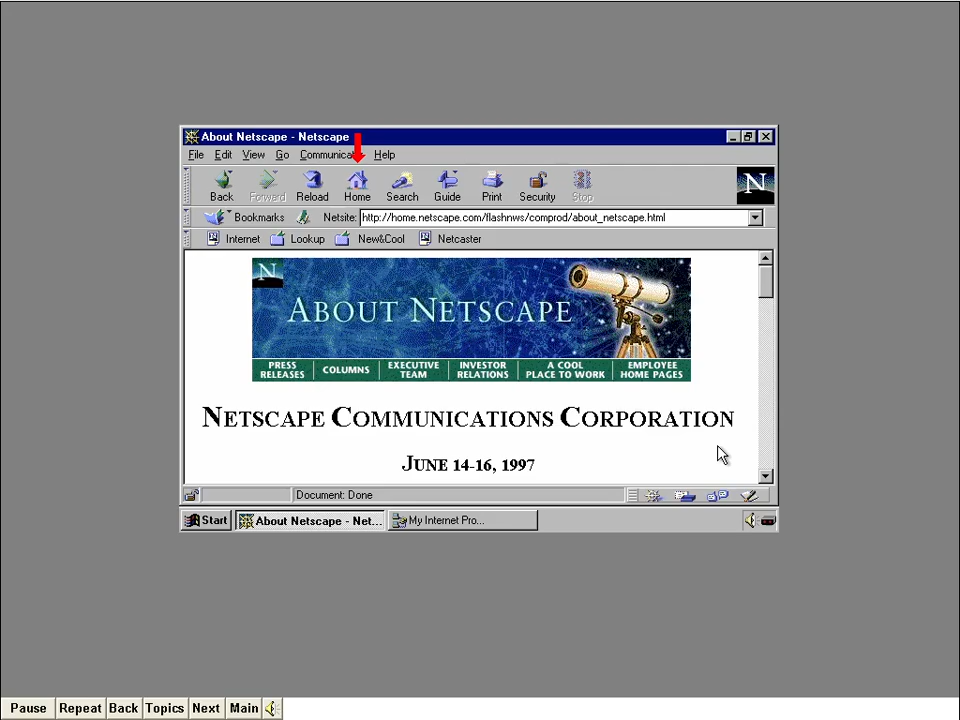 About Netscape - Netscape
File Edit View Go Communicat Help
Back Forward Reload Home Search Guide Print Security Stop
N
Bookmarks Netsite: http://home.netscape.com/flashnws/comprod/about_netscape.html
Internet Lookup New&Cool Netcaster
N
ABOUT NETSCAPE
PRESS RELEASES COLUMNS EXECUTIVE TEAM INVESTOR RELATIONS A COOL PLACE TO WORK EMPLOYEE HOME PAGES
NETSCAPE COMMUNICATIONS CORPORATION
JUNE 14-16, 1997
Document: Done
Start About Netscape - Net... My Internet Pro...
Pause Repeat Back Topics Next Main